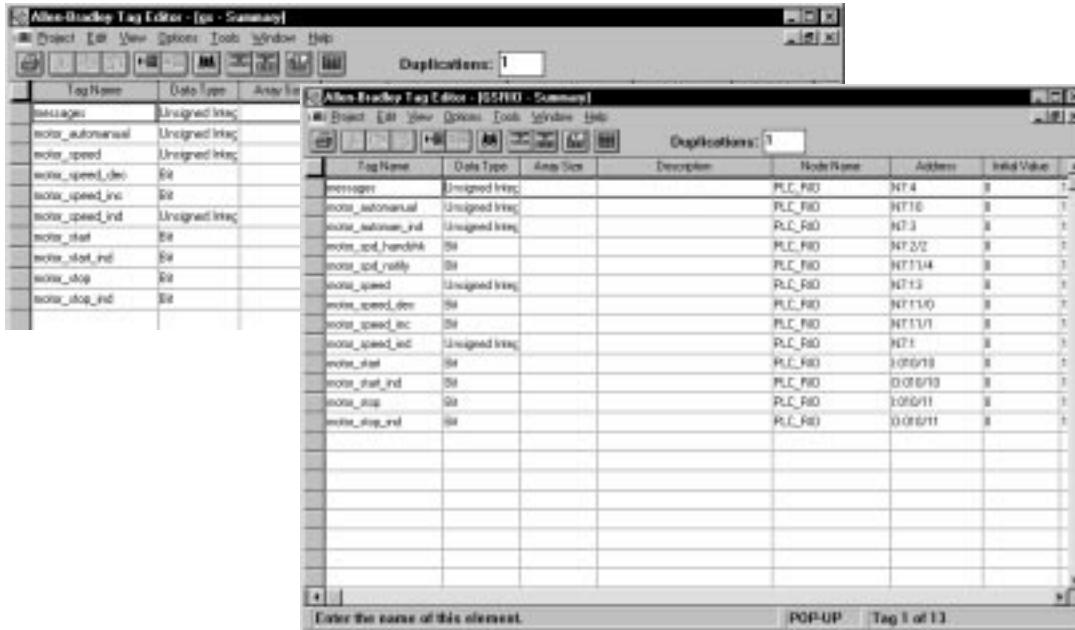 Allen-Bradley Tag Editor - [gs - Summary]
Project Edit View Options Tools Window Help
Duplications: 1
Tag Name Data Type Array Size
messages Unsigned Integ
motor_automanual Unsigned Integ
motor_speed Unsigned Integ
motor_speed_dec Bit
motor_speed_inc Bit
motor_speed_ind Unsigned Integ
motor_start Bit
motor_start_ind Bit
motor_stop Bit
motor_stop_ind Bit
Allen-Bradley Tag Editor - [GSRIO - Summary]
Project Edit View Options Tools Window Help
Duplications: 1
Tag Name Data Type Array Size Description Node Name Address Initial Value
messages Unsigned Integ PLC_RIO N7:4 0
motor_automanual Unsigned Integ PLC_RIO N7:10 0
motor_automan_ind Unsigned Integ PLC_RIO N7:3 0
motor_spd_handshk Bit PLC_RIO N7:2/2 0
motor_spd_notify Bit PLC_RIO N7:11/4 0
motor_speed Unsigned Integ PLC_RIO N7:13 0
motor_speed_dec Bit PLC_RIO N7:11/0 0
motor_speed_inc Bit PLC_RIO N7:11/1 0
motor_speed_ind Unsigned Integ PLC_RIO N7:1 0
motor_start Bit PLC_RIO I:010/10 0
motor_start_ind Bit PLC_RIO O:010/10 0
motor_stop Bit PLC_RIO I:010/11 0
motor_stop_ind Bit PLC_RIO O:010/11 0
Enter the name of this element. POP-UP Tag 1 of 13